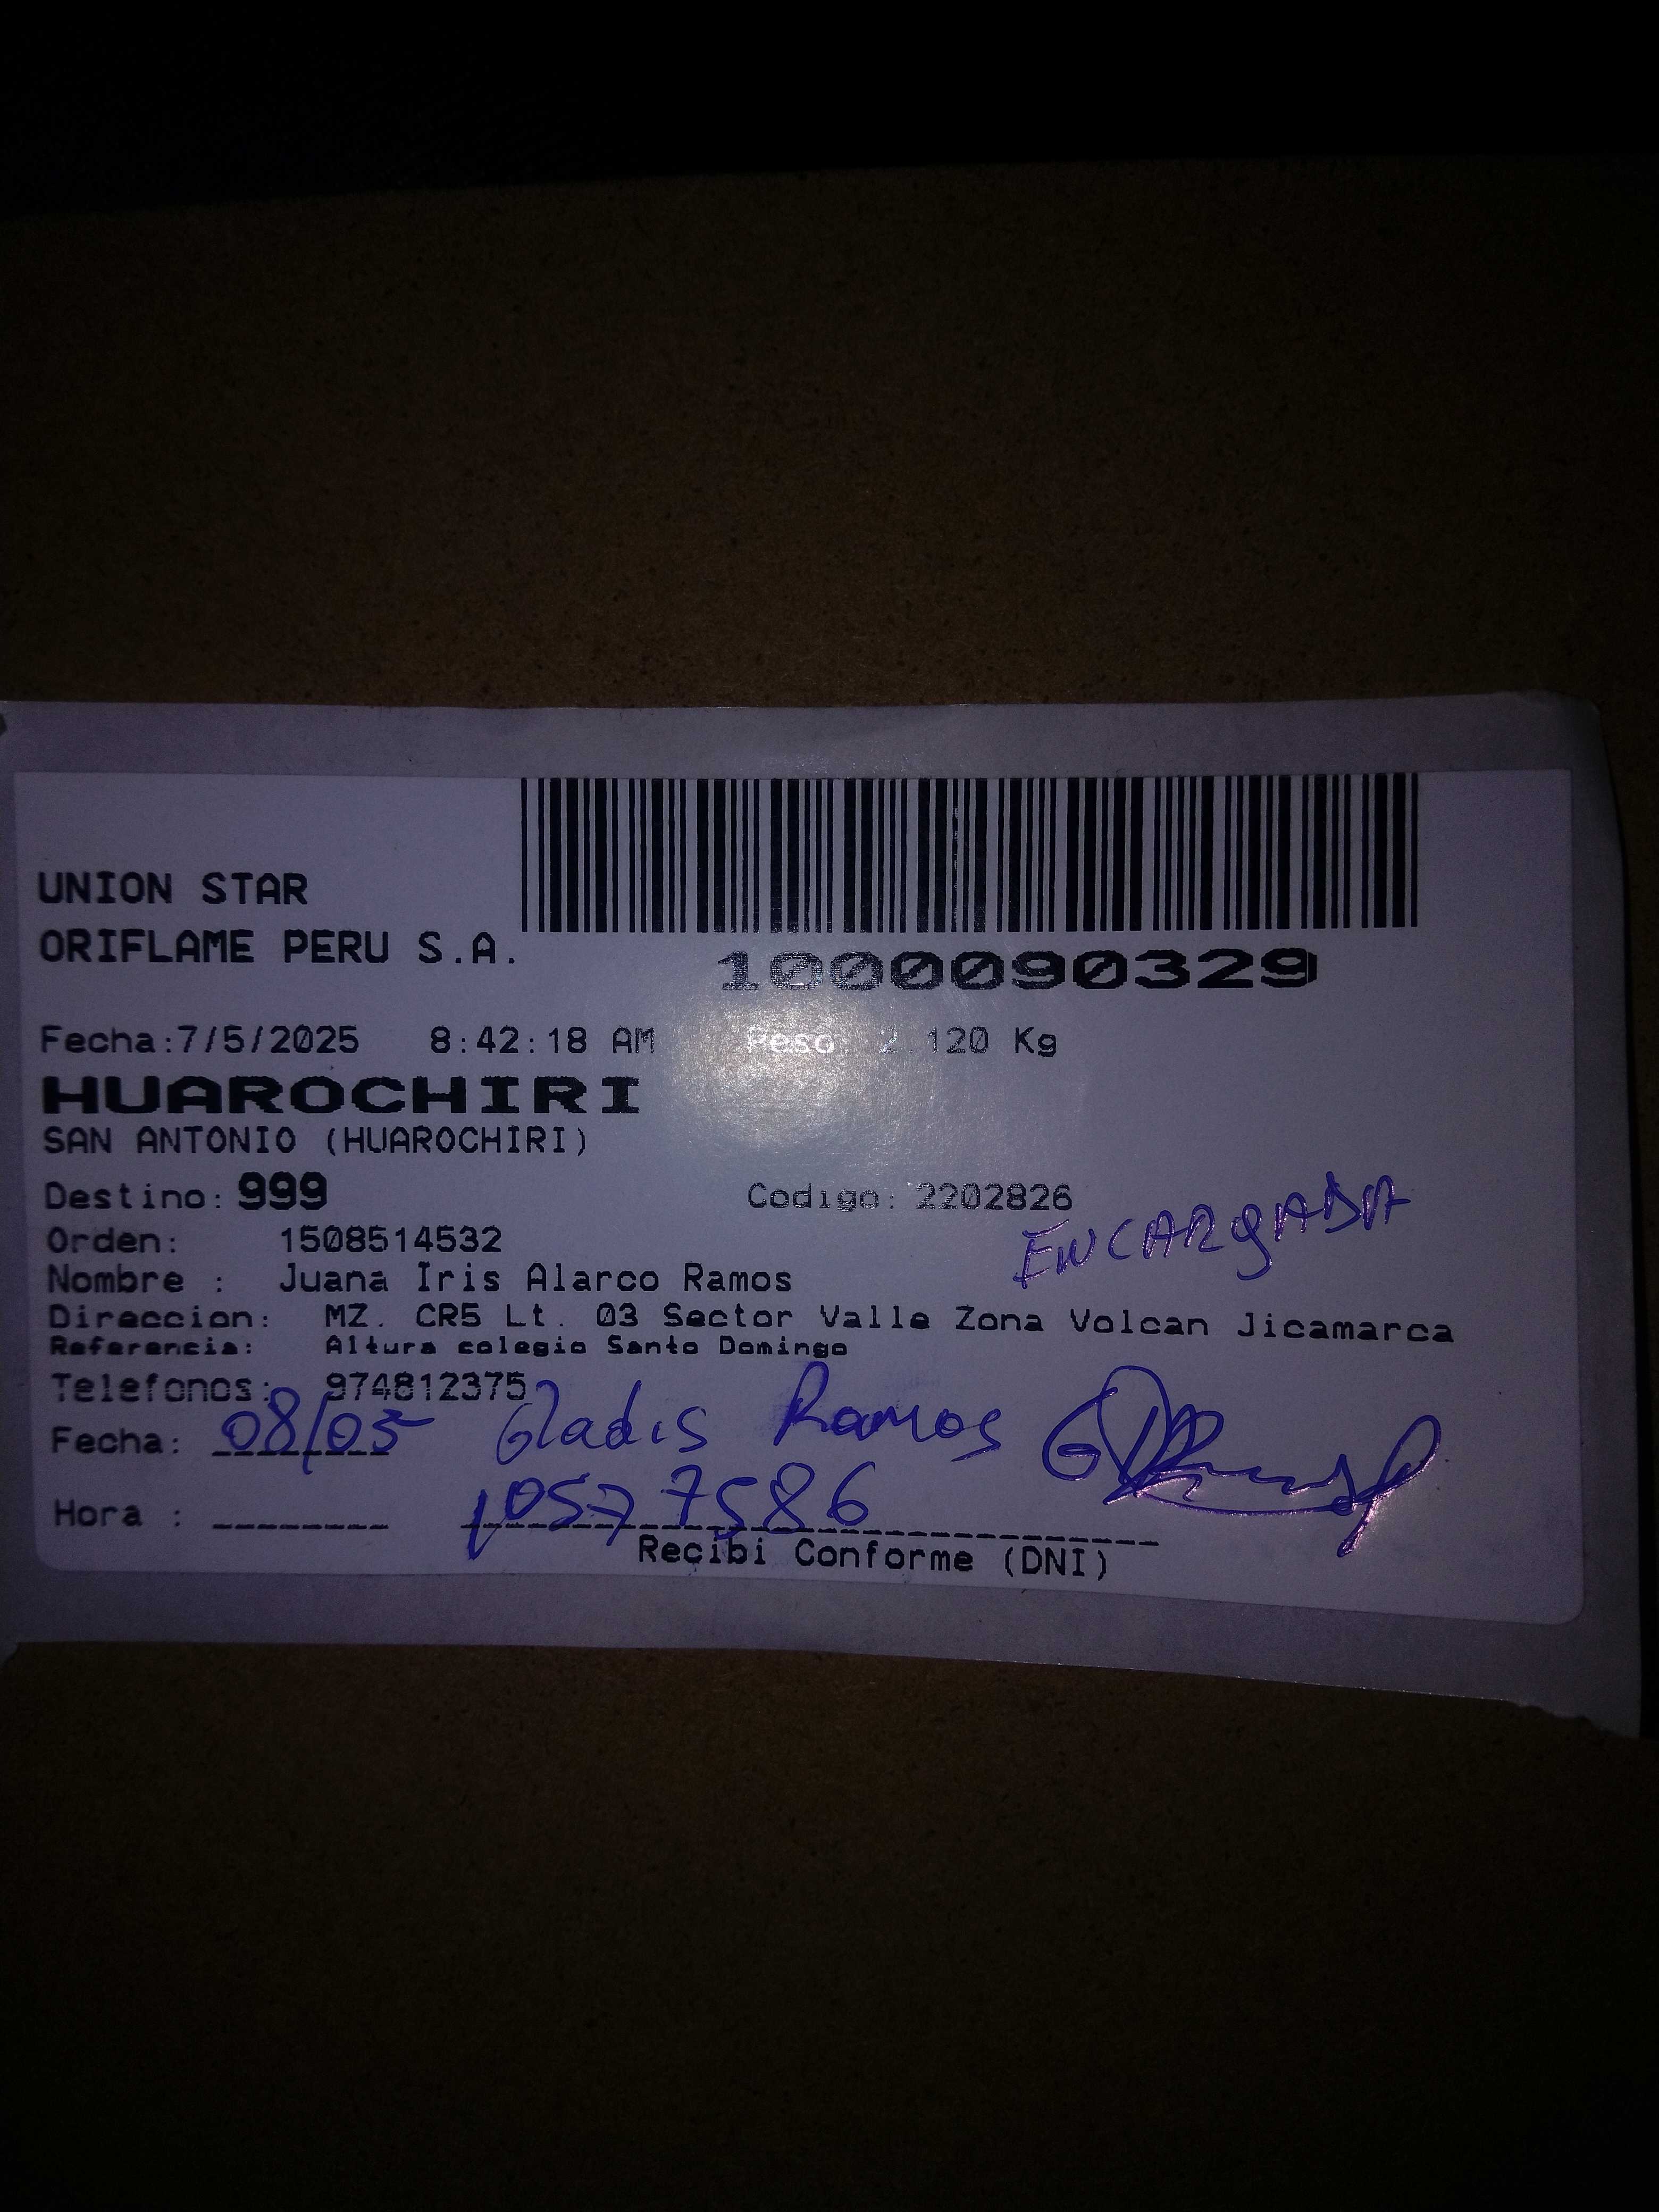 UNION STAR
ORIFLAME PERU S.A.
1000090329
Fecha:7/5/2025 8:42:18 AM Peso: 2.120 Kg
HUAROCHIRI
SAN ANTONIO (HUAROCHIRI)
Destino: 999 Codigo: 2202826
ENCARgADA
Orden: 1508514532
Nombre : Juana Iris Alarco Ramos
Direccion: MZ. CR5 Lt. 03 Sector Valle Zona Volcan Jicamarca
Referencia: Altura colegio Santo Domingo
Telefonos: 974812375
Fecha: 08/05 Gladis Ramos
Hora : 10577586
Recibi Conforme (DNI)